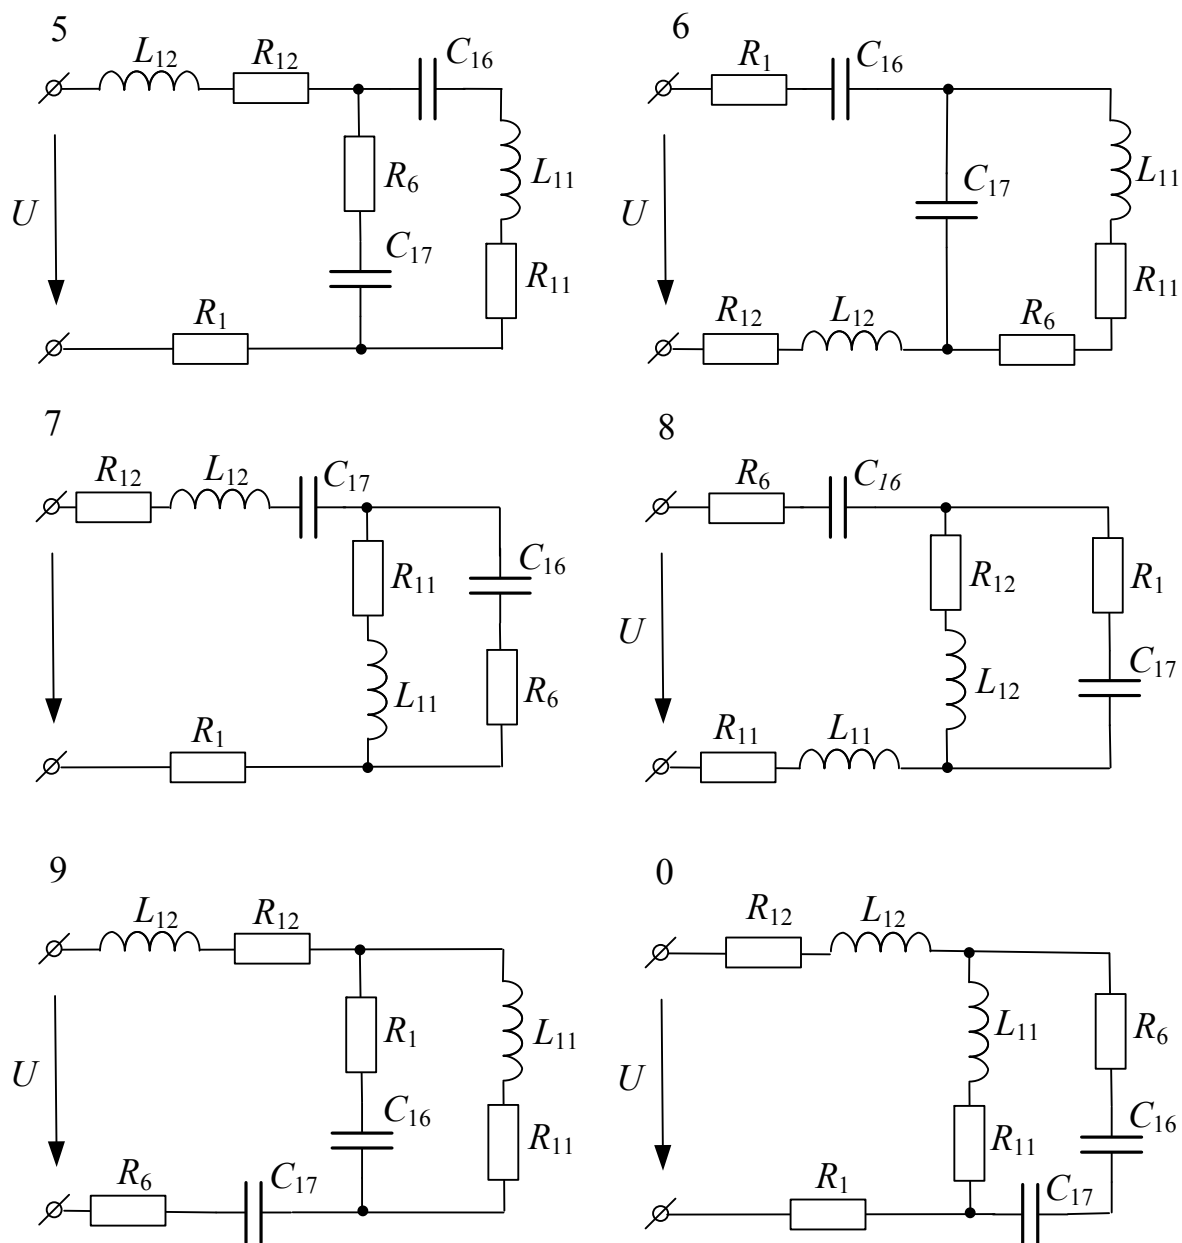 5
L12 R12 C16
R6 L11
U
C17
R11
R1
6
R1 C16
C17 L11
U
R11
R12 L12 R6
7
R12 L12 C17
R11 C16
L11 R6
R1
8
R6 C16
R12 R1
U
L12 C17
R11 L11
9
L12 R12
R1 L11
U
C16
R11
R6 C17
0
R12 L12
L11 R6
U
C16
R11
R1 C17